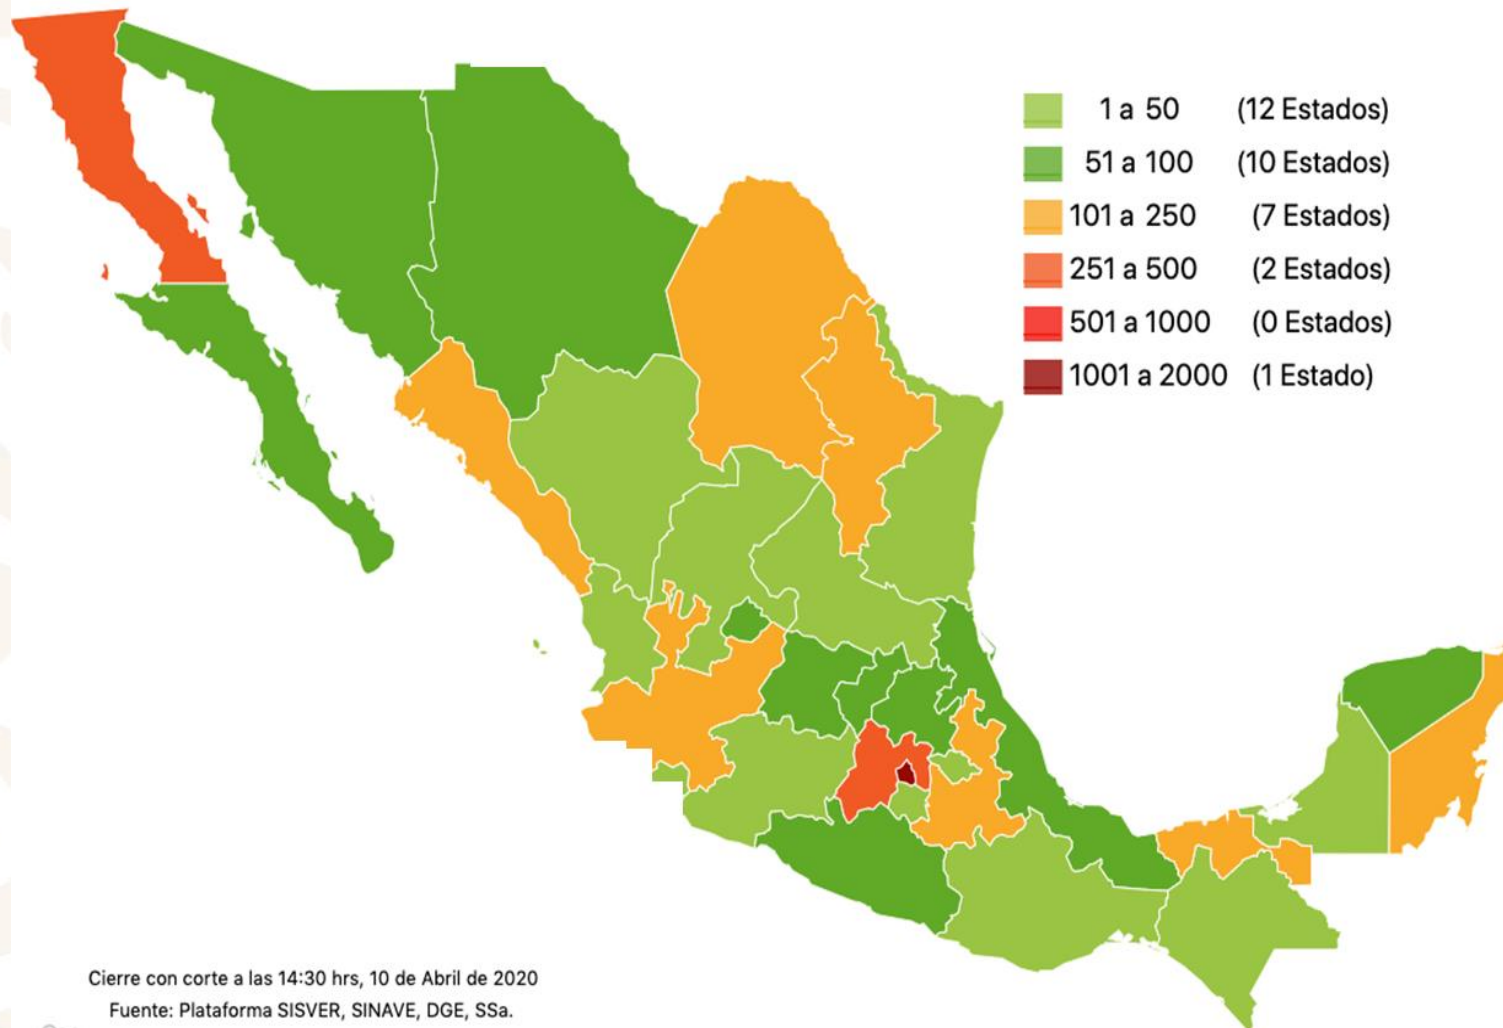 1 a 50 (12 Estados)
51 a 100 (10 Estados)
101 a 250 (7 Estados)
251 a 500 (2 Estados)
501 a 1000 (0 Estados)
1001 a 2000 (1 Estado)
Cierre con corte a las 14:30 hrs, 10 de Abril de 2020
Fuente: Plataforma SISVER, SINAVE, DGE, SSa.